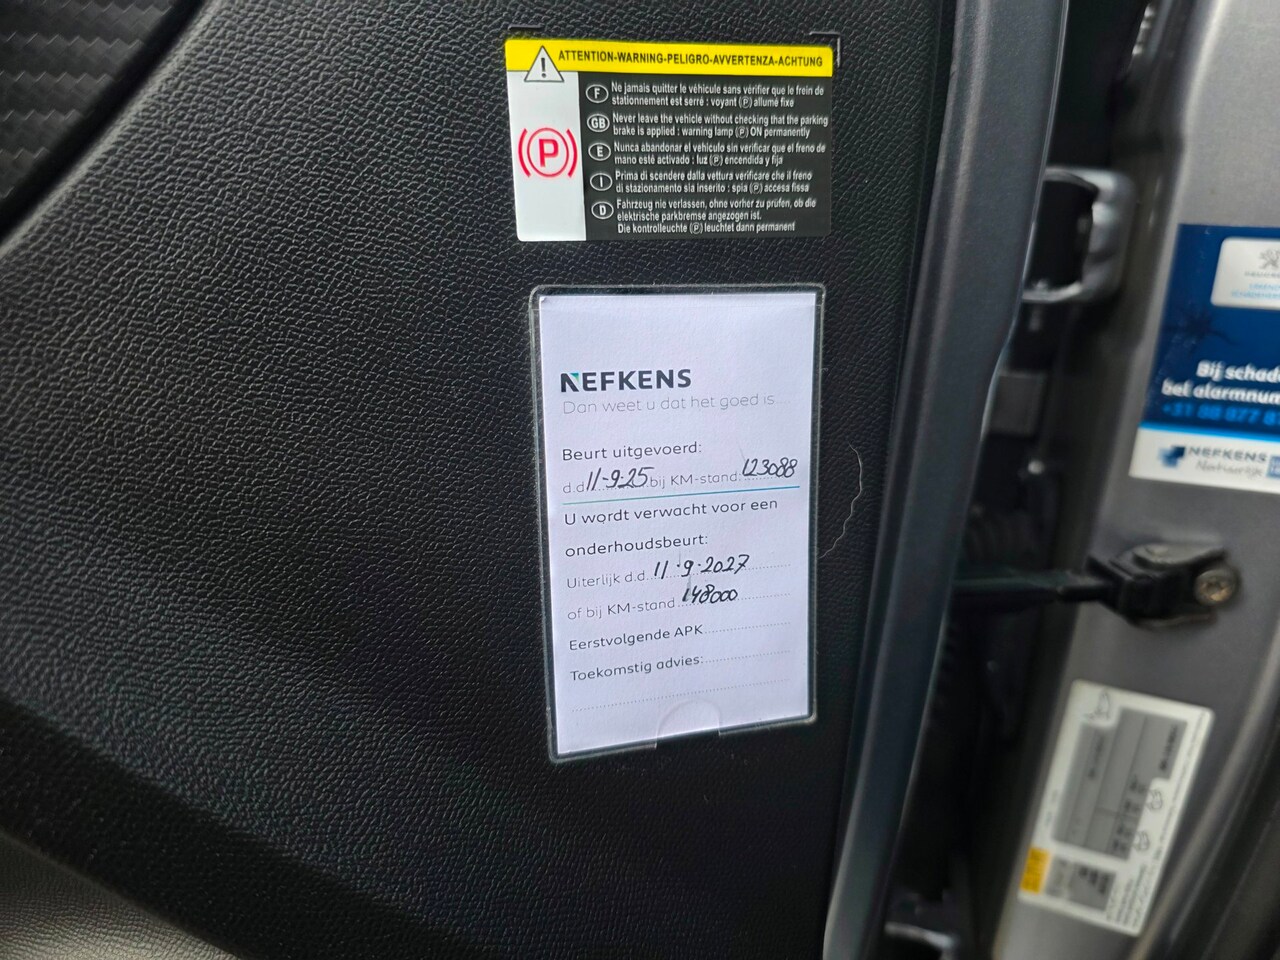 ATTENTION-WARNING-PELIGRO-AVVERTENZA-ACHTUNG
F Ne jamais quitter le véhicule sans vérifier que le frein de
stationnement est serré : voyant (P) allumé fixe
GB Never leave the vehicle without checking that the parking
brake is applied : warning lamp (P) ON permanently
E Nunca abandonar el vehiculo sin verificar que el freno de
mano esté activado : luz (P) encendida y fija
I Prima di scendere dalla vettura verificare che il freno
di stazionamento sia inserito : spia (P) accesa fissa
D Fahrzeug nie verlassen, ohne vorher zu prüfen, ob die
elektrische parkbremse angezogen ist.
Die kontrolleuchte (P) leuchtet dann permanent
(P)
NEFKENS
Dan weet u dat het goed is....
Beurt uitgevoerd:
d.d. 11-9-25 bij KM-stand: 123088
U wordt verwacht voor een
onderhoudsbeurt:
Uiterlijk d.d. 11-9-2027
of bij KM-stand 148000
Eerstvolgende APK
Toekomstig advies:
Bij schade
bel alarmnum
NEFKENS
Natuurlijk